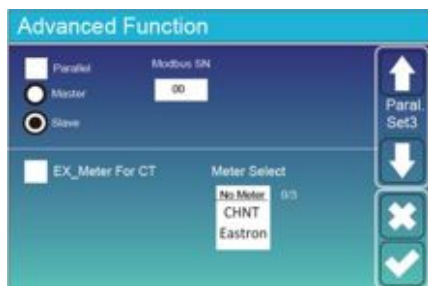 Advanced Function
Parallel
Modbus SN
Master
00
Slave
Paral.
Set3
EX_Meter For CT
Meter Select
No Meter
0/3
CHNT
Eastron